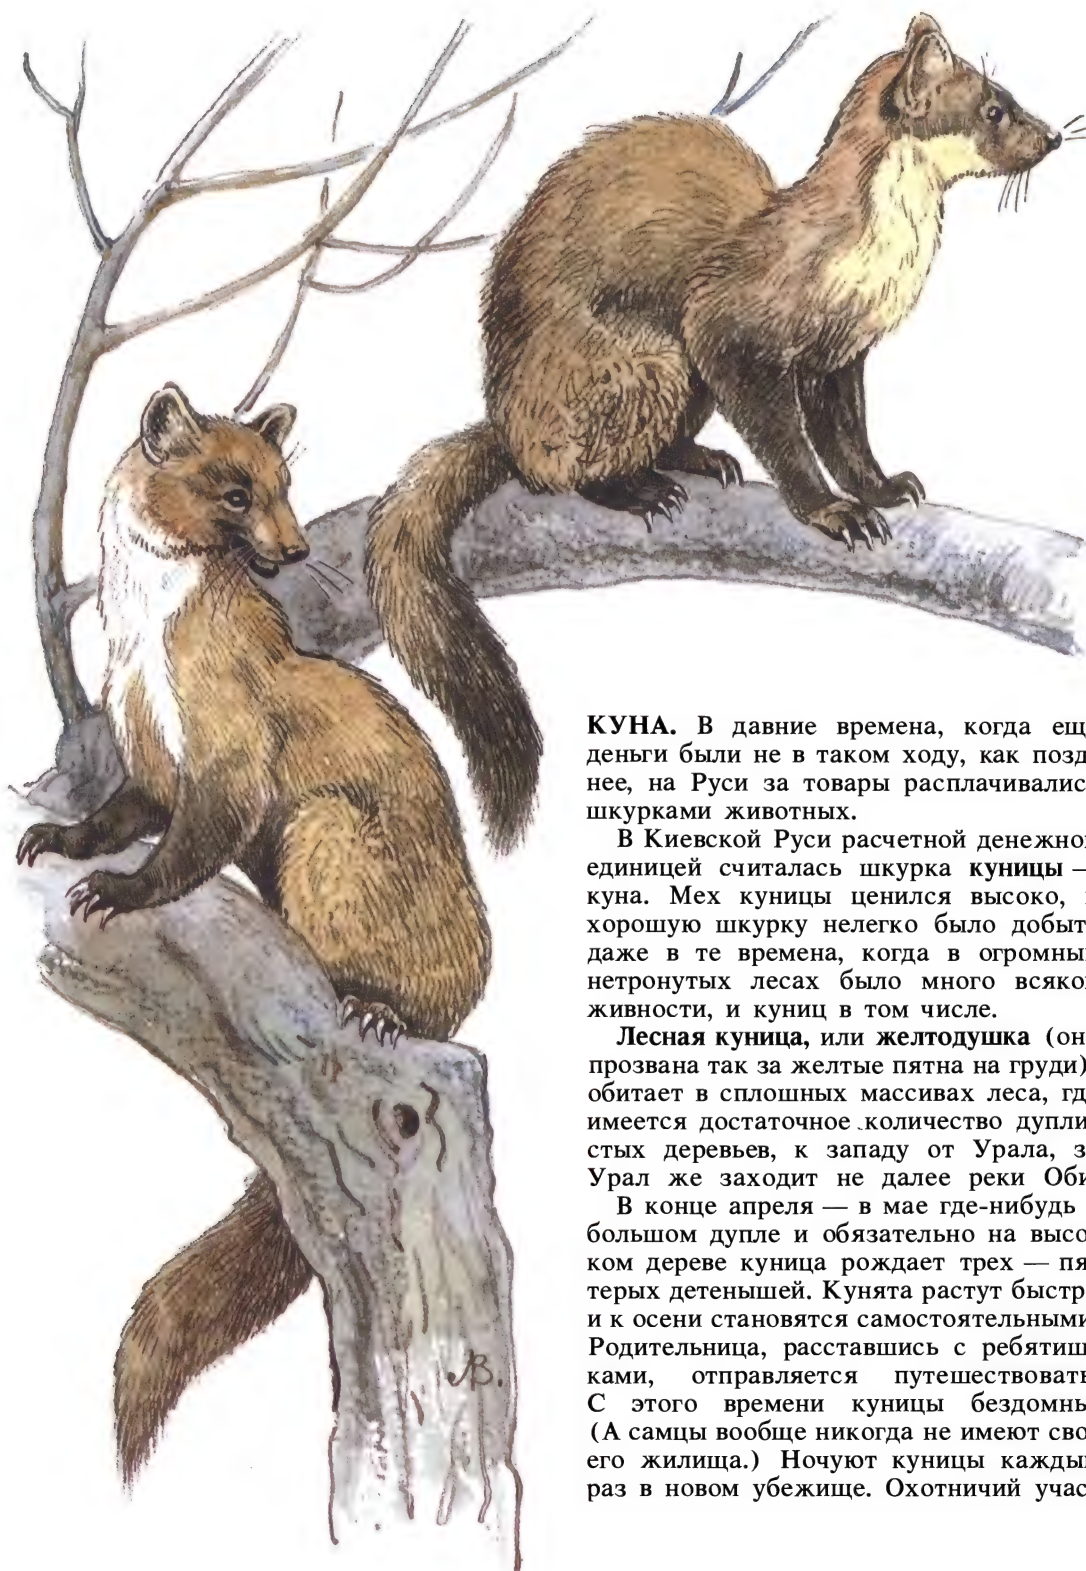 КУНА. В давние времена, когда ещ
деньги были не в таком ходу, как позд
нее, на Руси за товары расплачивалис
шкурками животных.
В Киевской Руси расчетной денежно
единицей считалась шкурка куницы —
куна. Мех куницы ценился высоко,
хорошую шкурку нелегко было добыт
даже в те времена, когда в огромны
нетронутых лесах было много всяко
живности, и куниц в том числе.
Лесная куница, или желтодушка (он
прозвана так за желтые пятна на груди)
обитает в сплошных массивах леса, гд
имеется достаточное количество дупли
стых деревьев, к западу от Урала, з
Урал же заходит не далее реки Оби
В конце апреля — в мае где-нибудь
большом дупле и обязательно на высо
ком дереве куница рождает трех — пя
терых детенышей. Кунята растут быстр
и к осени становятся самостоятельными
Родительница, расставшись с ребятиш
ками, отправляется путешествоват
С этого времени куницы бездомны
(А самцы вообще никогда не имеют сво
его жилища.) Ночуют куницы кажды
раз в новом убежище. Охотничий учас